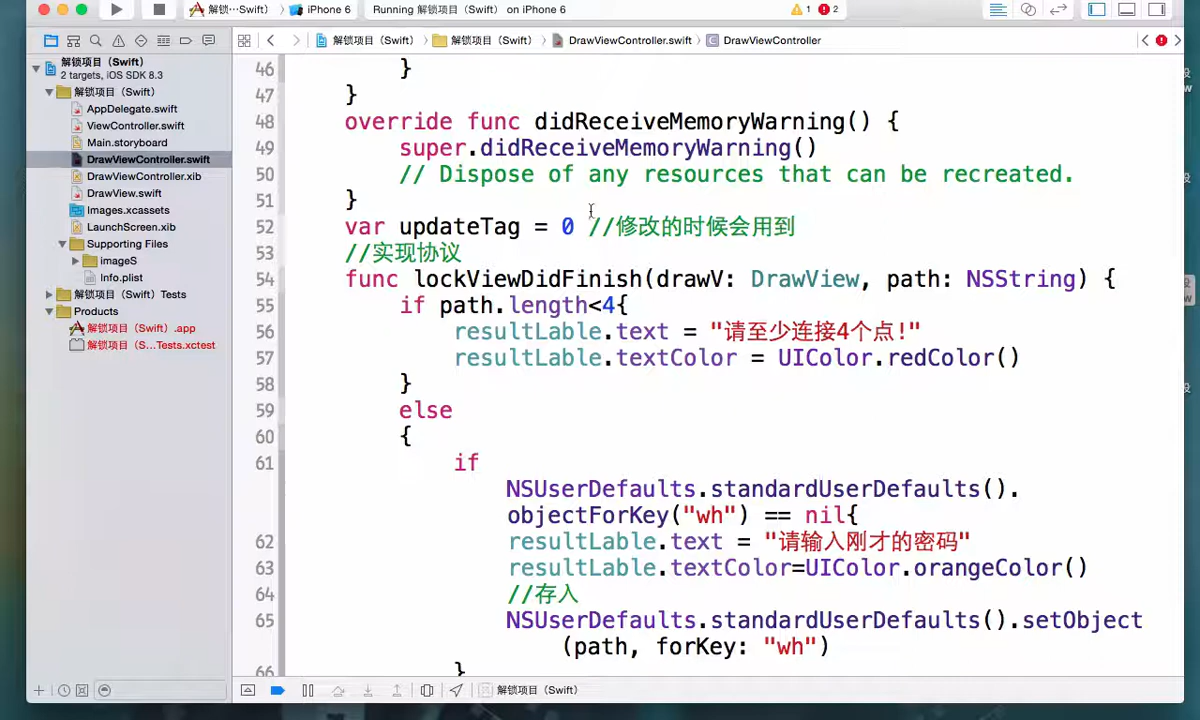 解锁…Swift） iPhone 6 Running 解锁项目（Swift） on iPhone 6 1 2
解锁项目（Swift） 解锁项目（Swift） DrawViewController.swift C DrawViewController
解锁项目（Swift）
2 targets, iOS SDK 8.3
解锁项目（Swift）
AppDelegate.swift
ViewController.swift
Main.storyboard
DrawViewController.swift
DrawViewController.xib
DrawView.swift
Images.xcassets
LaunchScreen.xib
Supporting Files
imageS
Info.plist
解锁项目（Swift）Tests
Products
解锁项目（Swift）.app
解锁项目（S…Tests.xctest
46 }
47 }
48 override func didReceiveMemoryWarning() {
49 super.didReceiveMemoryWarning()
50 // Dispose of any resources that can be recreated.
51 }
52 var updateTag = 0 //修改的时候会用到
53 //实现协议
54 func lockViewDidFinish(drawV: DrawView, path: NSString) {
55 if path.length<4{
56 resultLable.text = "请至少连接4个点!"
57 resultLable.textColor = UIColor.redColor()
58 }
59 else
60 {
61 if
NSUserDefaults.standardUserDefaults().
objectForKey("wh") == nil{
62 resultLable.text = "请输入刚才的密码"
63 resultLable.textColor=UIColor.orangeColor()
64 //存入
65 NSUserDefaults.standardUserDefaults().setObject
(path, forKey: "wh")
66 }
解锁项目（Swift）